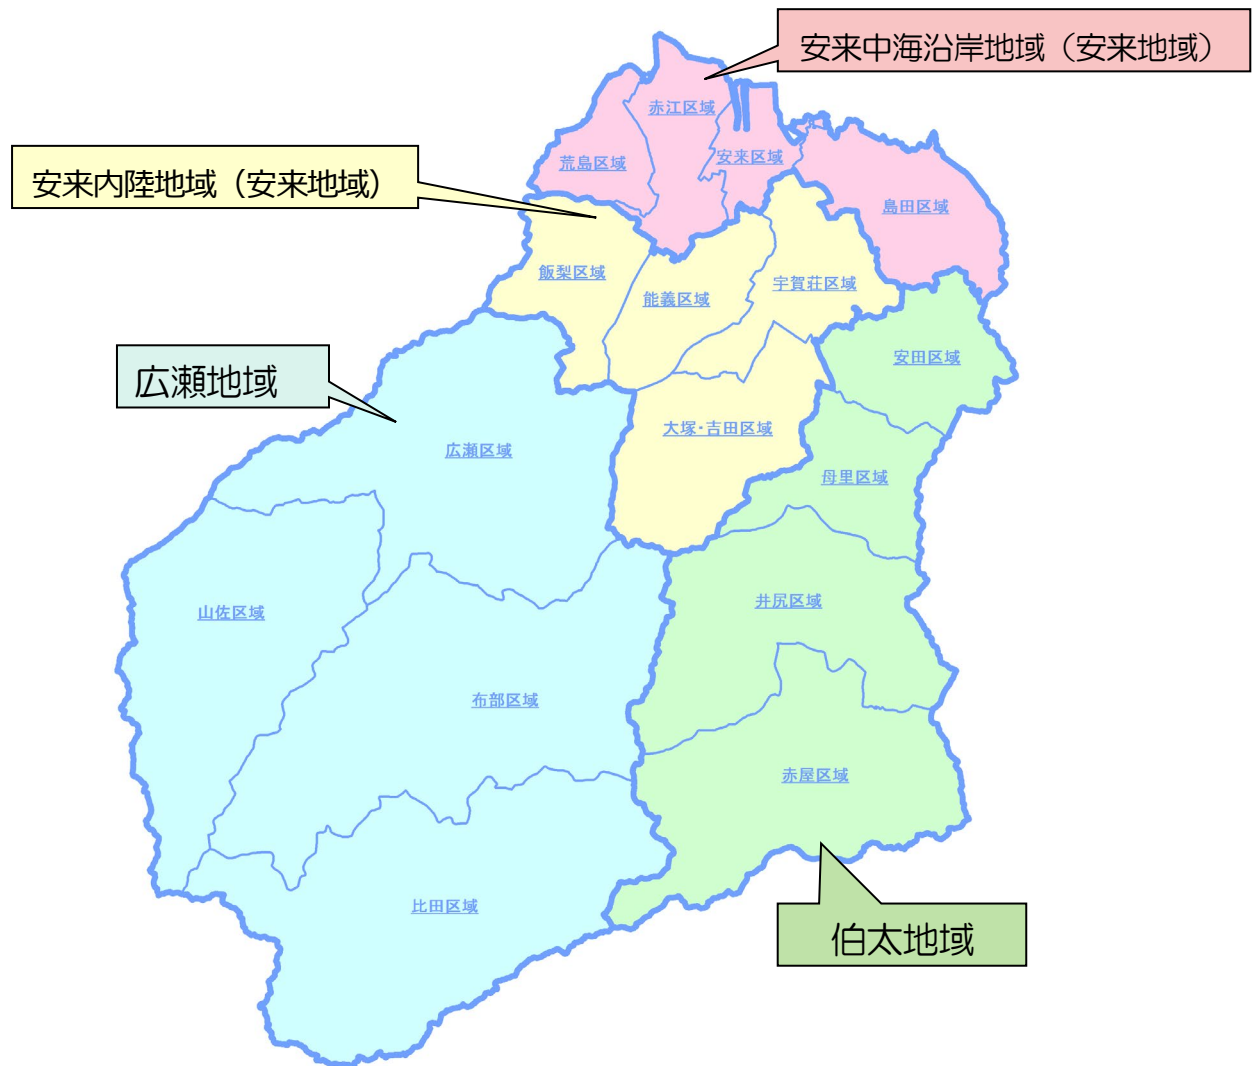 安来中海沿岸地域（安来地域）
赤江区域
荒島区域
安来区域
安来内陸地域（安来地域）
島田区域
飯梨区域
能義区域
宇賀荘区域
広瀬地域
安田区域
大塚・吉田区域
広瀬区域
母里区域
井尻区域
山佐区域
布部区域
赤屋区域
比田区域
伯太地域